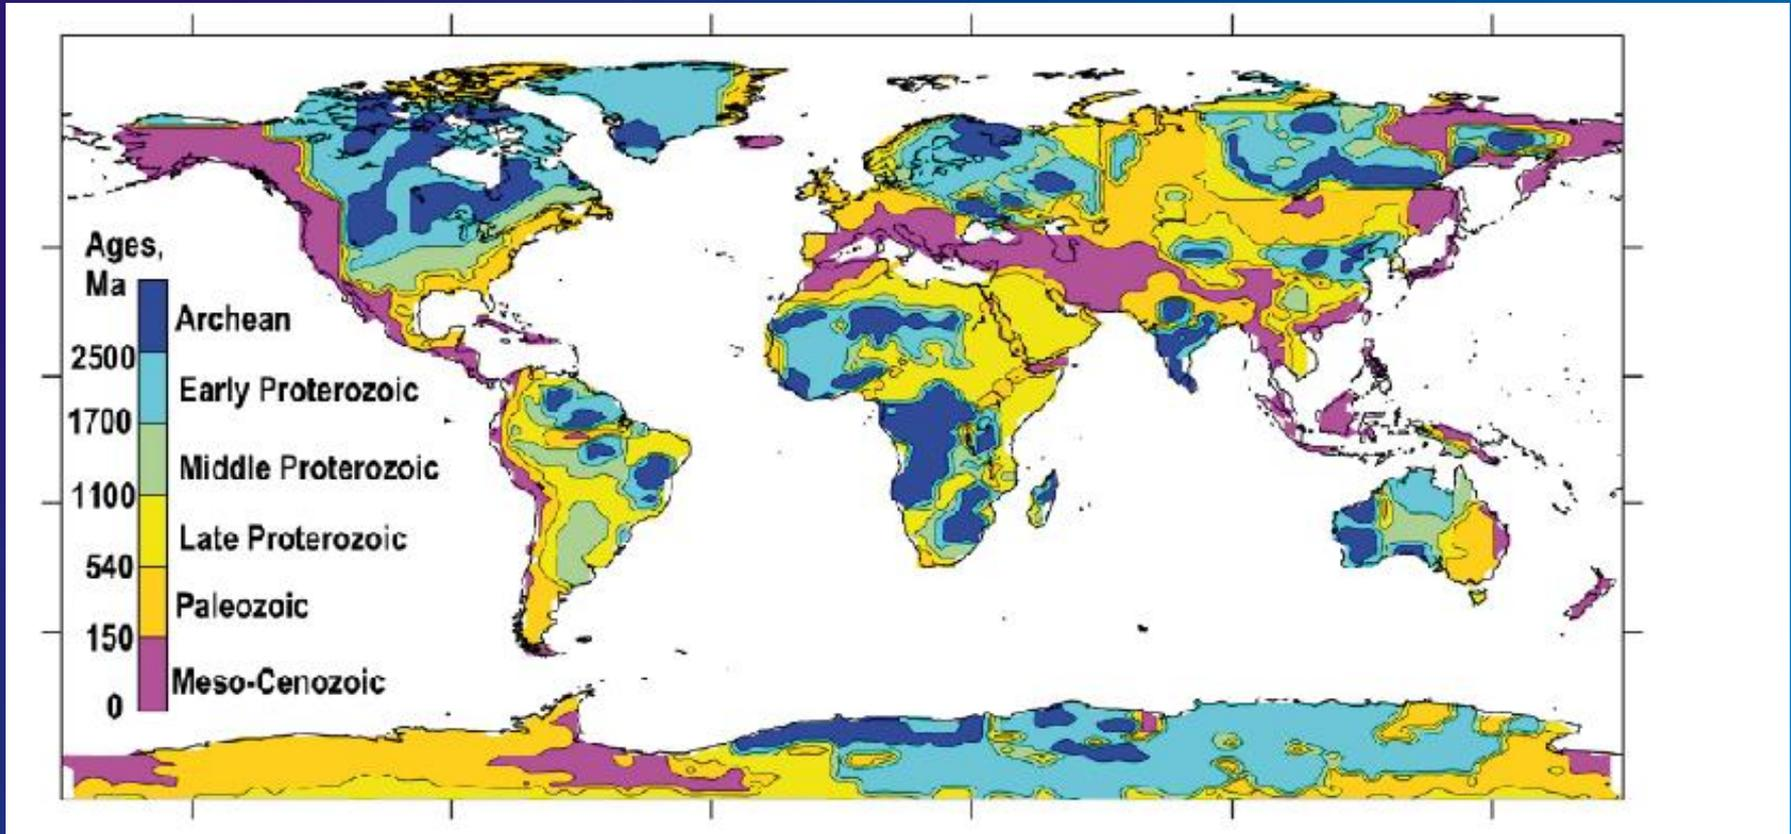 Ages,
Ma
Archean
2500
Early Proterozoic
1700
Middle Proterozoic
1100
Late Proterozoic
540
Paleozoic
150
Meso-Cenozoic
0